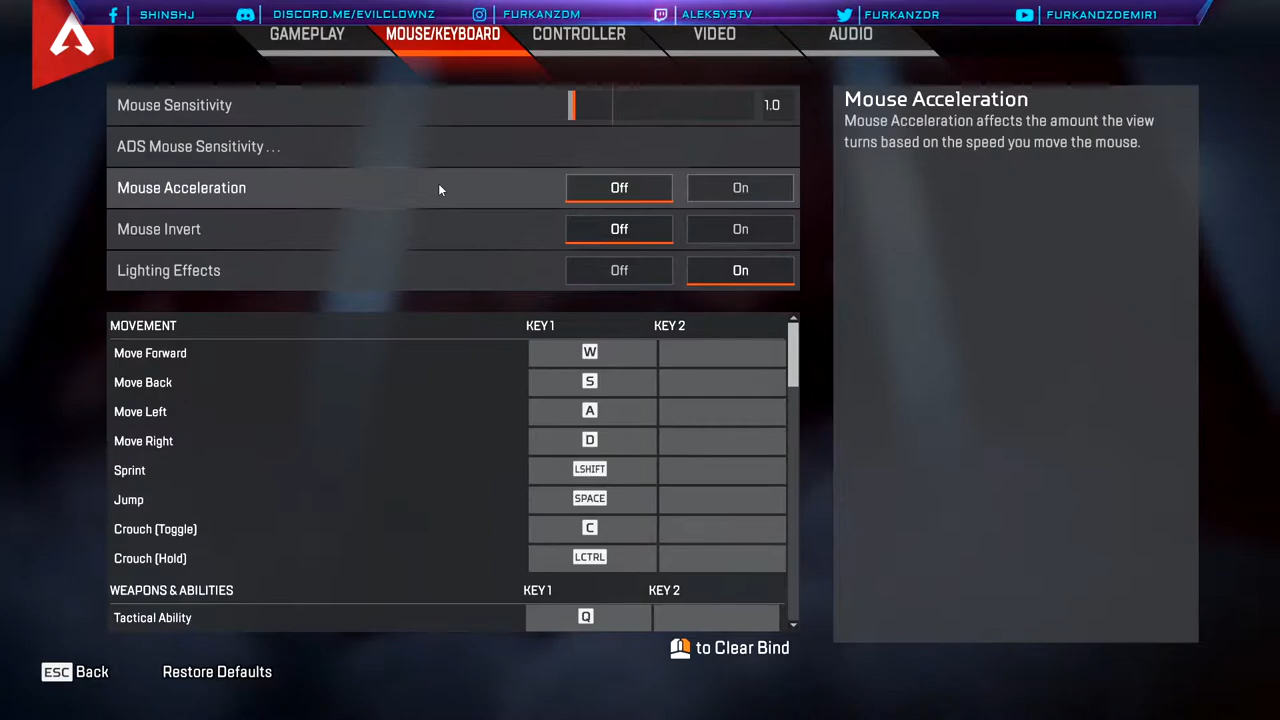 SHINSHJ DISCORD.ME/EVILCLOWNZ FURKANZDM ALEKSYSTV FURKANZDR FURKANOZDEMIR1
GAMEPLAY MOUSE/KEYBOARD CONTROLLER VIDEO AUDIO
Mouse Sensitivity 1.0
ADS Mouse Sensitivity...
Mouse Acceleration Off On
Mouse Invert Off On
Lighting Effects Off On
MOVEMENT KEY 1 KEY 2
Move Forward W
Move Back S
Move Left A
Move Right D
Sprint LSHIFT
Jump SPACE
Crouch (Toggle) C
Crouch (Hold) LCTRL
WEAPONS & ABILITIES KEY 1 KEY 2
Tactical Ability Q
to Clear Bind
ESC Back Restore Defaults
Mouse Acceleration
Mouse Acceleration affects the amount the view
turns based on the speed you move the mouse.